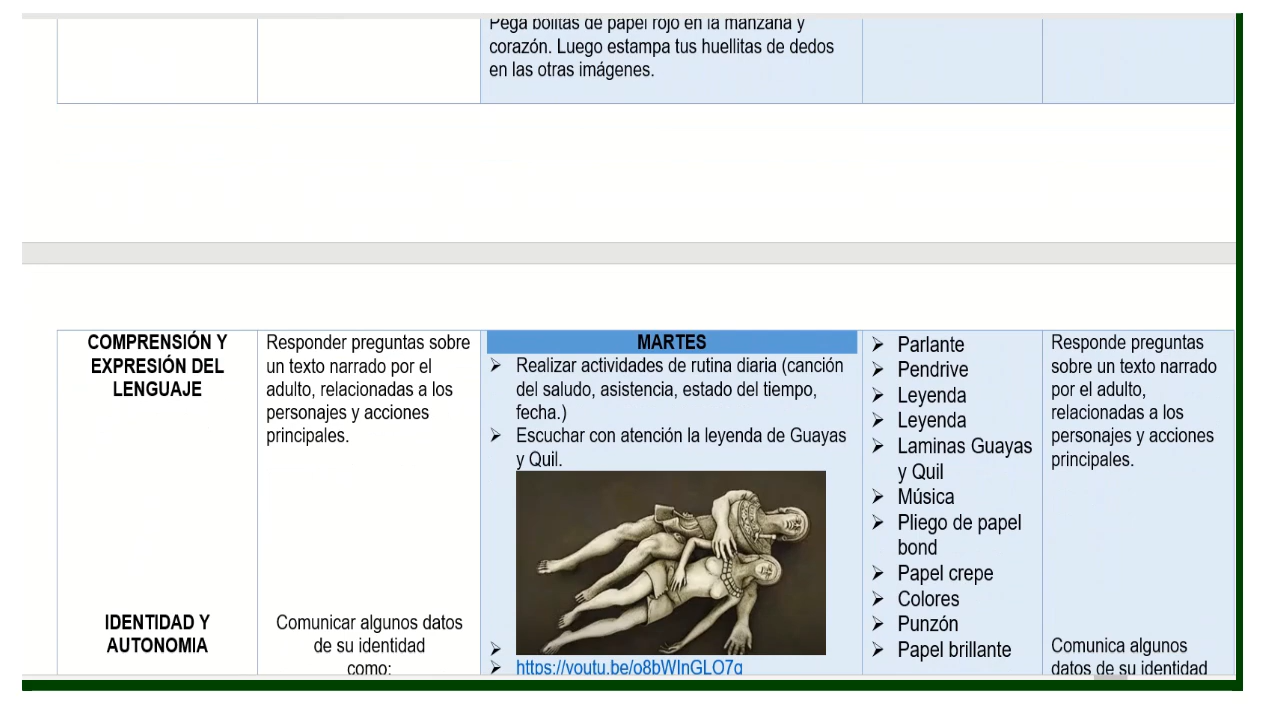 Pega bolitas de papel rojo en la manzana y
corazón. Luego estampa tus huellitas de dedos
en las otras imágenes.
COMPRENSIÓN Y
EXPRESIÓN DEL
LENGUAJE
Responder preguntas sobre
un texto narrado por el
adulto, relacionadas a los
personajes y acciones
principales.
MARTES
Realizar actividades de rutina diaria (canción
del saludo, asistencia, estado del tiempo,
fecha.)
Escuchar con atención la leyenda de Guayas
y Quil.
https://youtu.be/o8bWInGLO7g
Parlante
Pendrive
Leyenda
Leyenda
Laminas Guayas
y Quil
Música
Pliego de papel
bond
Papel crepe
Colores
Punzón
Papel brillante
Responde preguntas
sobre un texto narrado
por el adulto,
relacionadas a los
personajes y acciones
principales.
IDENTIDAD Y
AUTONOMIA
Comunicar algunos datos
de su identidad
como:
Comunica algunos
datos de su identidad